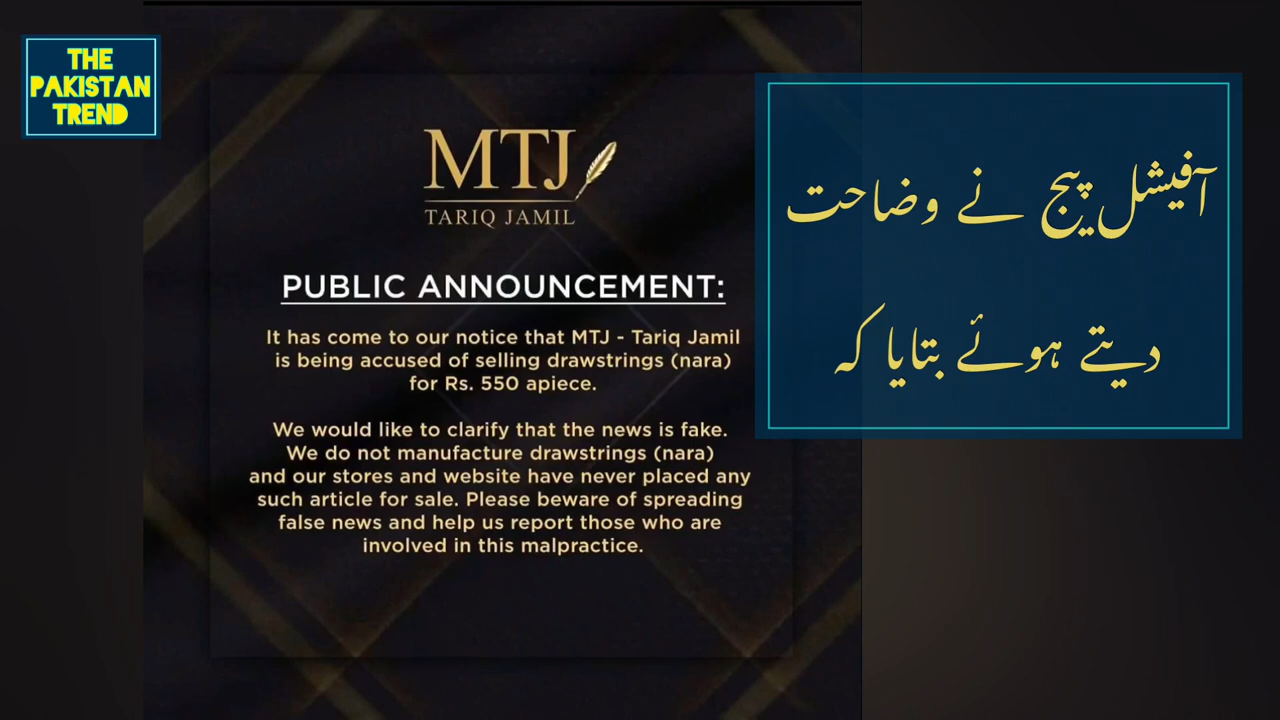 THE
PAKISTAN
TREND
MTJ
TARIQ JAMIL
PUBLIC ANNOUNCEMENT:
It has come to our notice that MTJ - Tariq Jamil
is being accused of selling drawstrings (nara)
for Rs. 550 apiece.
We would like to clarify that the news is fake.
We do not manufacture drawstrings (nara)
and our stores and website have never placed any
such article for sale. Please beware of spreading
false news and help us report those who are
involved in this malpractice.
آفیشل پیج نے وضاحت
دیتے ہوئے بتایا کہ